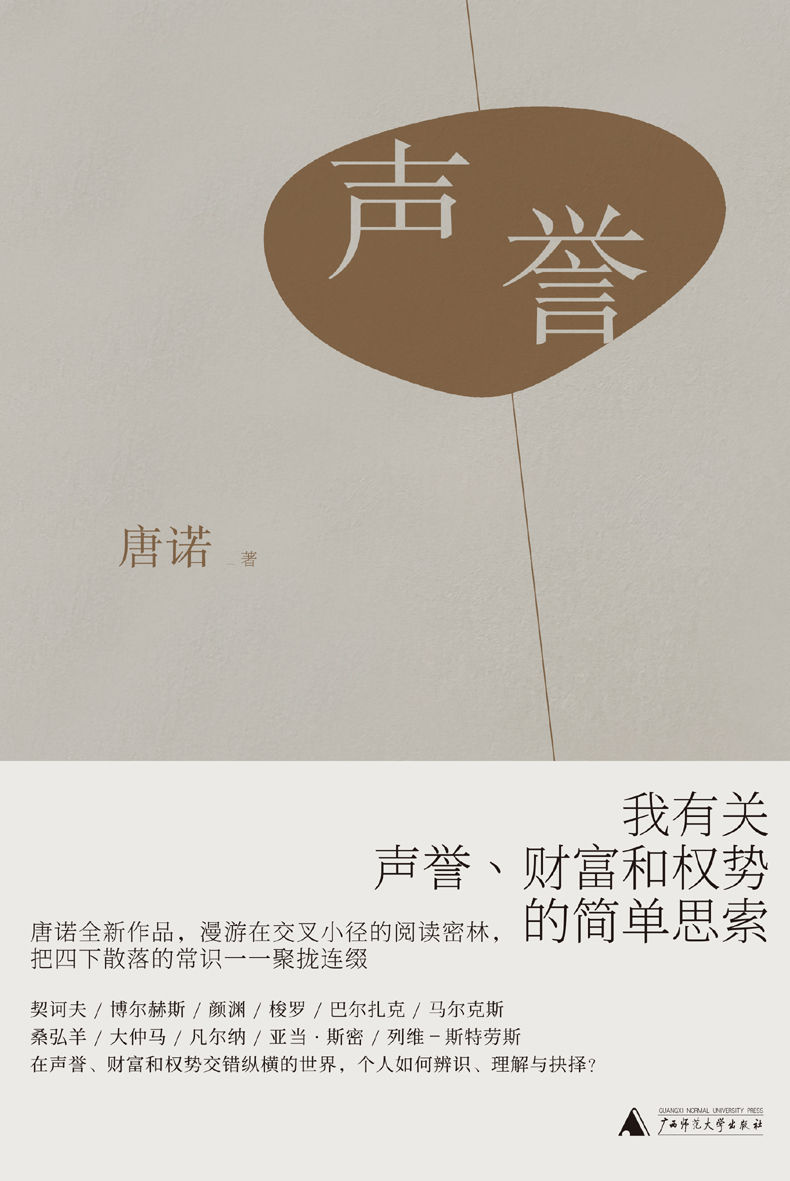 声
誉
唐诺 _ 著
我有关
声誉、财富和权势
的简单思索
唐诺全新作品，漫游在交叉小径的阅读密林，
把四下散落的常识一一聚拢连缀
契诃夫 / 博尔赫斯 / 颜渊 / 梭罗 / 巴尔扎克 / 马尔克斯
桑弘羊 / 大仲马 / 凡尔纳 / 亚当·斯密 / 列维－斯特劳斯
在声誉、财富和权势交错纵横的世界，个人如何辨识、理解与抉择?
GUANGXI NORMAL UNIVERSITY PRESS
广西师范大学出版社